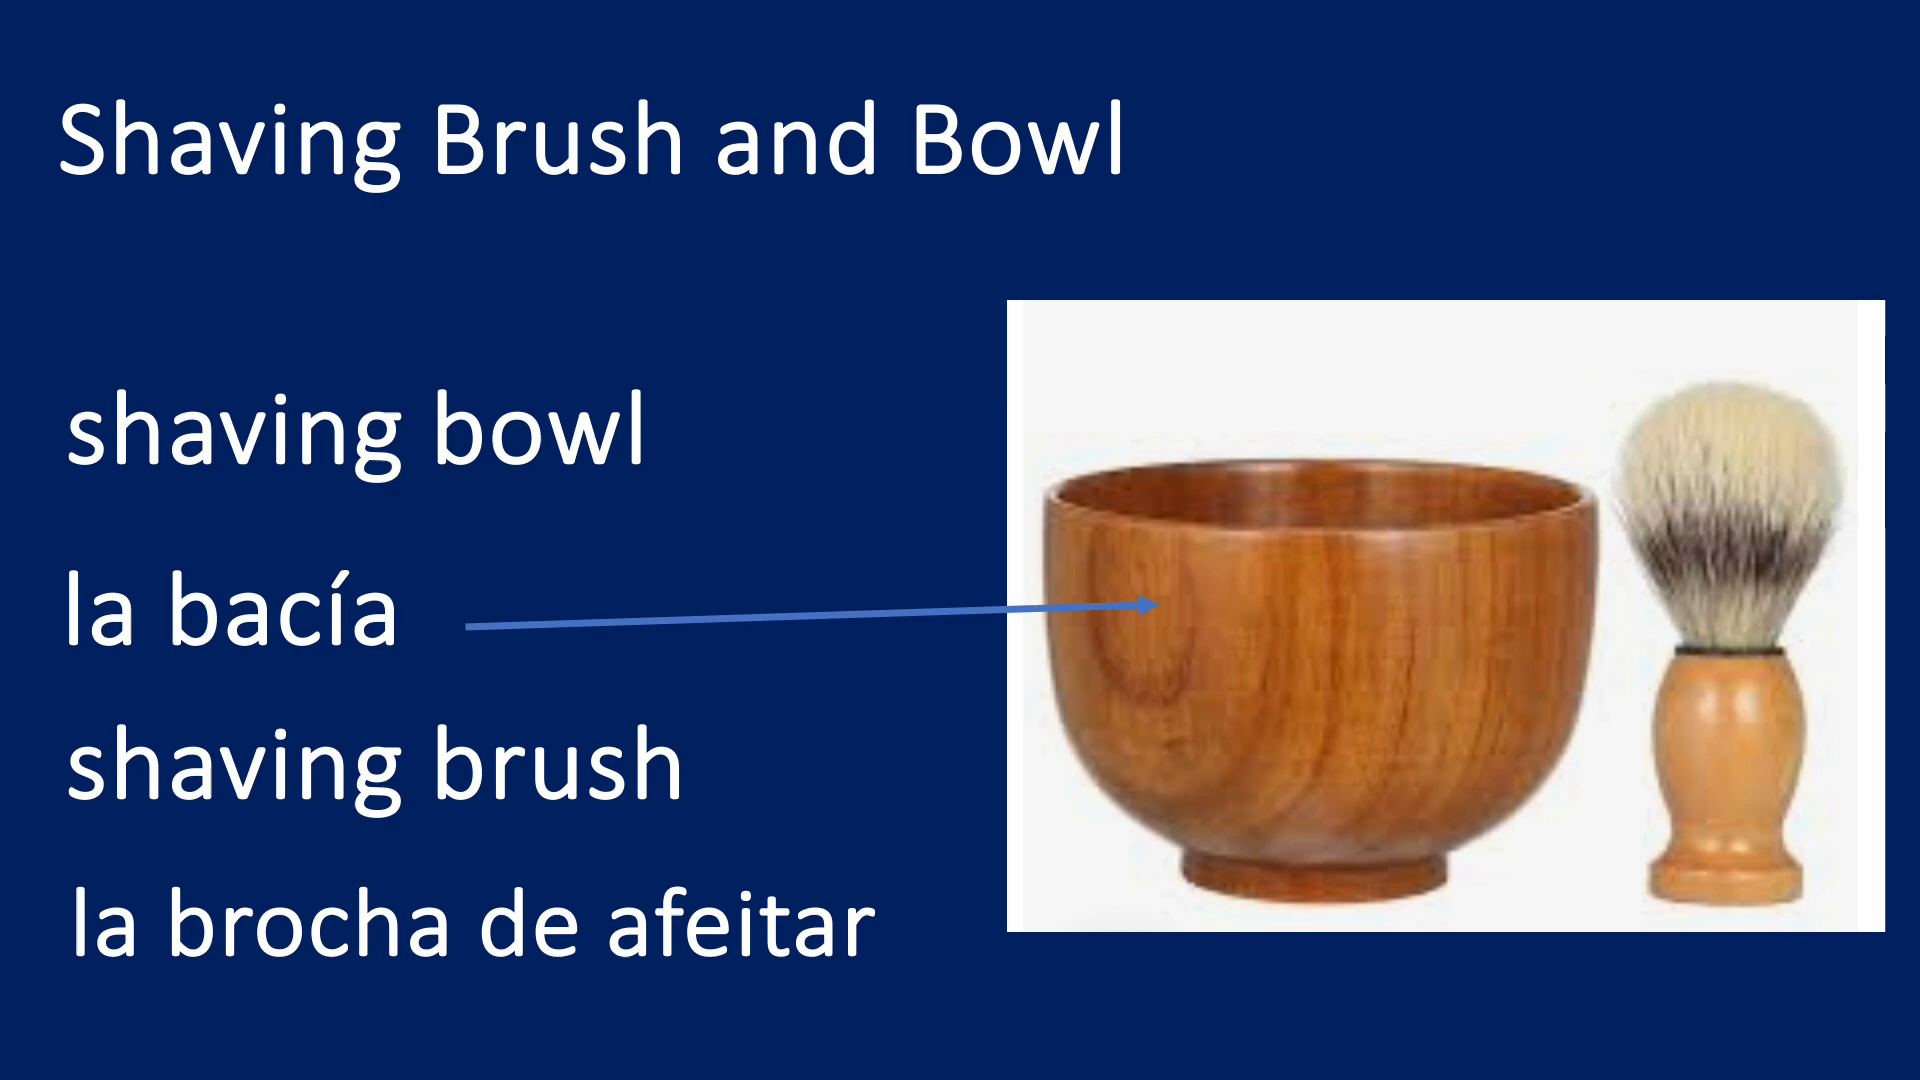 Shaving Brush and Bowl
shaving bowl
la bacía
shaving brush
la brocha de afeitar